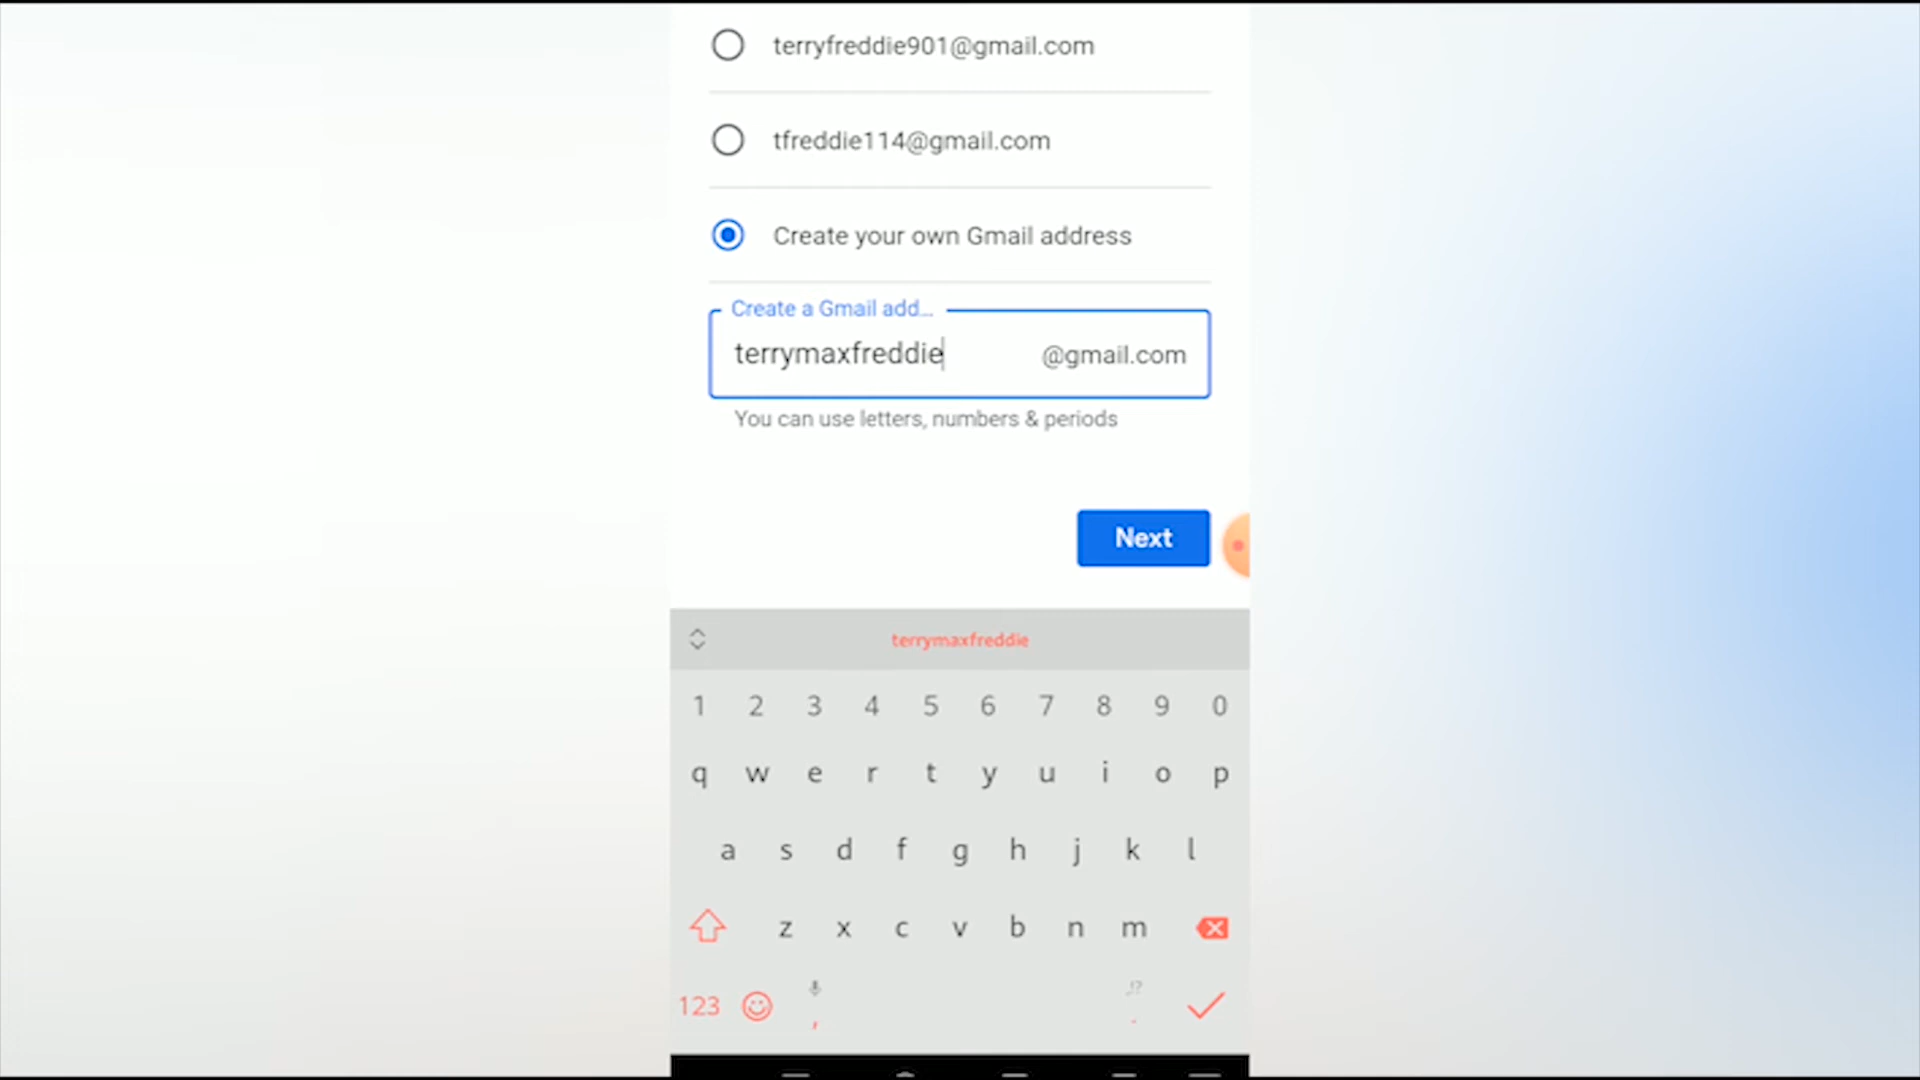 terryfreddie901@gmail.com
tfreddie114@gmail.com
Create your own Gmail address
Create a Gmail add...
terrymaxfreddie @gmail.com
You can use letters, numbers & periods
Next
terrymaxfreddie
1 2 3 4 5 6 7 8 9 0
q w e r t y u i o p
a s d f g h j k l
z x c v b n m
123 , .!? .